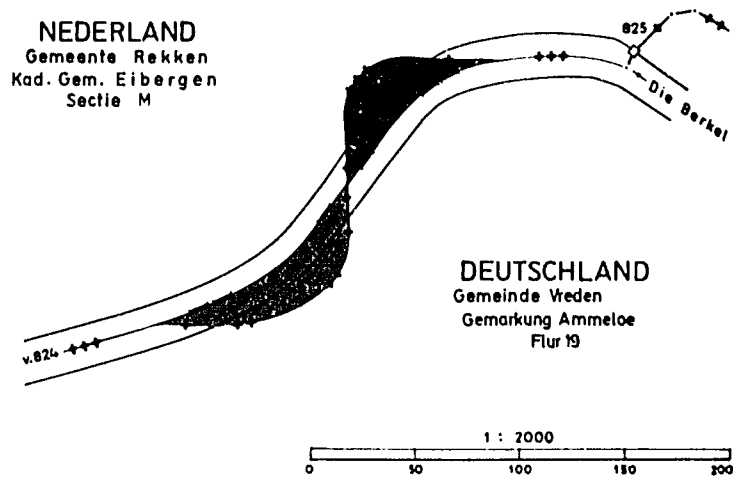 NEDERLAND
Gemeente Rekken
Kad. Gem. Eibergen
Sectie M
825
Die Berkel
DEUTSCHLAND
Gemeinde Vreden
Gemarkung Ammeloe
Flur 19
v.824
1 : 2000
0 50 100 150 200